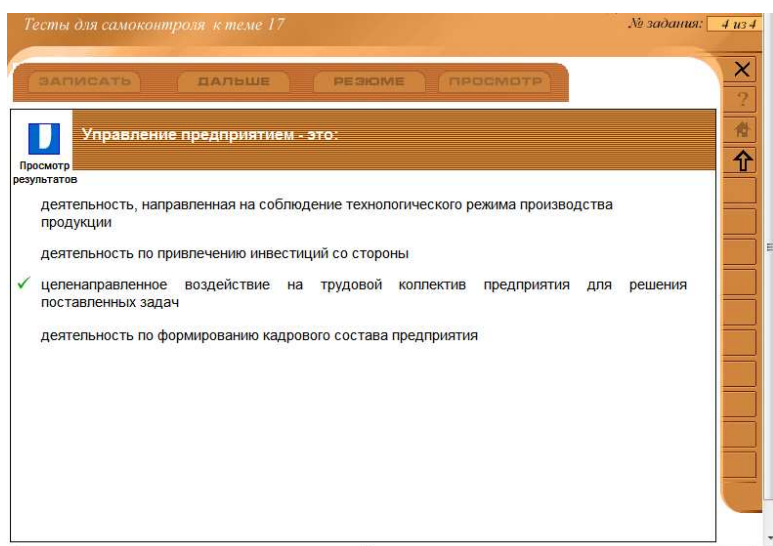 Тесты для самоконтроля к теме 17
№ задания: 4 из 4
ЗАПИСАТЬ ДАЛЬШЕ РЕЗЮМЕ ПРОСМОТР
?
Управление предприятием - это:
Просмотр
результатов
деятельность, направленная на соблюдение технологического режима производства
продукции
деятельность по привлечению инвестиций со стороны
целенаправленное воздействие на трудовой коллектив предприятия для решения
поставленных задач
деятельность по формированию кадрового состава предприятия